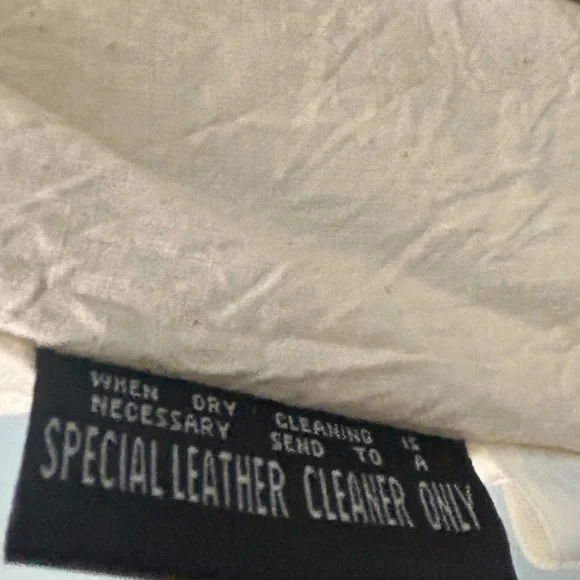 WHEN DRY CLEANING IS
NECESSARY SEND TO A
SPECIAL LEATHER CLEANER ONLY